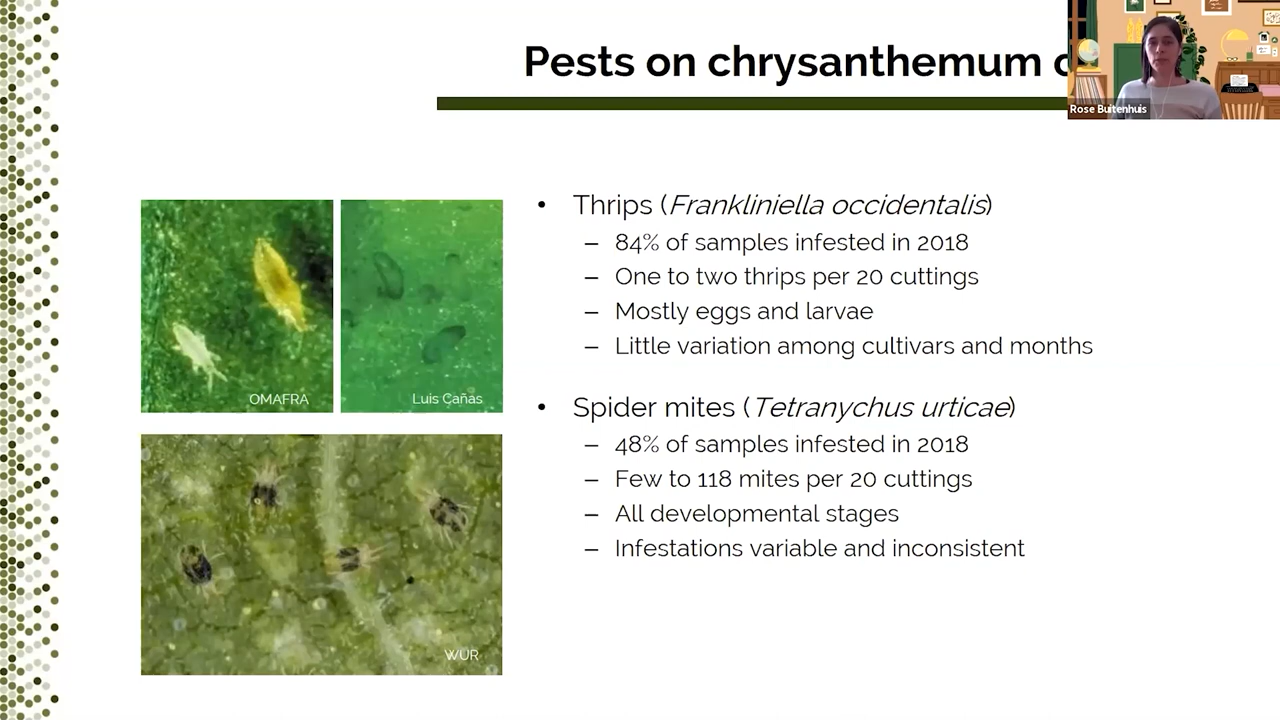 Pests on chrysanthemum
Rose Buitenhuis
• Thrips (Frankliniella occidentalis)
– 84% of samples infested in 2018
– One to two thrips per 20 cuttings
– Mostly eggs and larvae
– Little variation among cultivars and months
OMAFRA
Luis Cañas
• Spider mites (Tetranychus urticae)
– 48% of samples infested in 2018
– Few to 118 mites per 20 cuttings
– All developmental stages
– Infestations variable and inconsistent
WUR